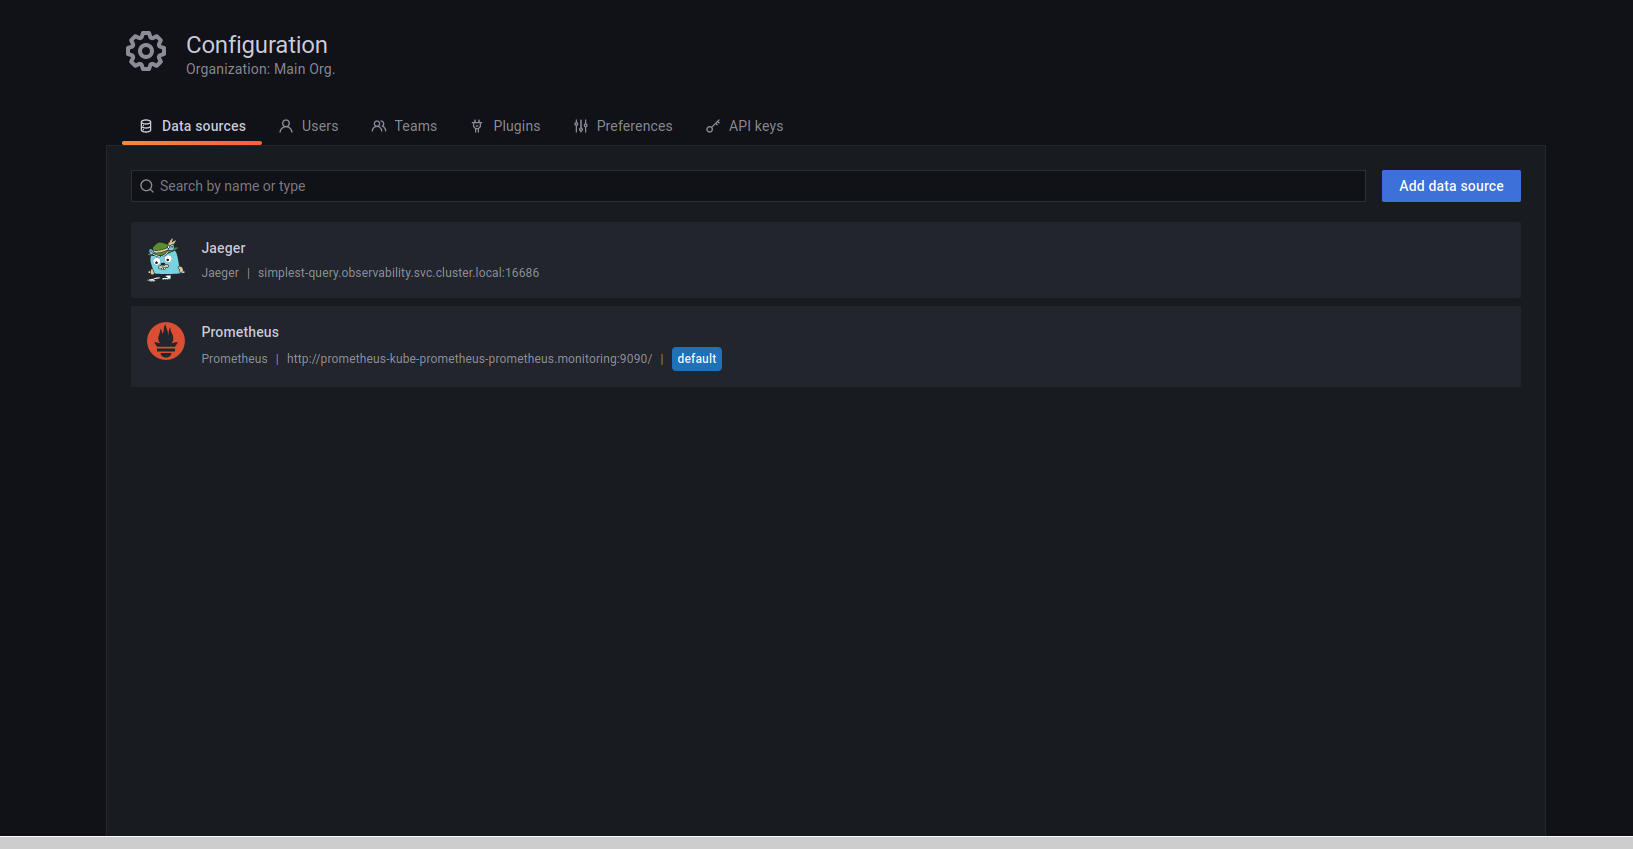 Configuration
Organization: Main Org.
Data sources Users Teams Plugins Preferences API keys
Search by name or type Add data source
Jaeger
Jaeger | simplest-query.observability.svc.cluster.local:16686
Prometheus
Prometheus | http://prometheus-kube-prometheus-prometheus.monitoring:9090/ | default